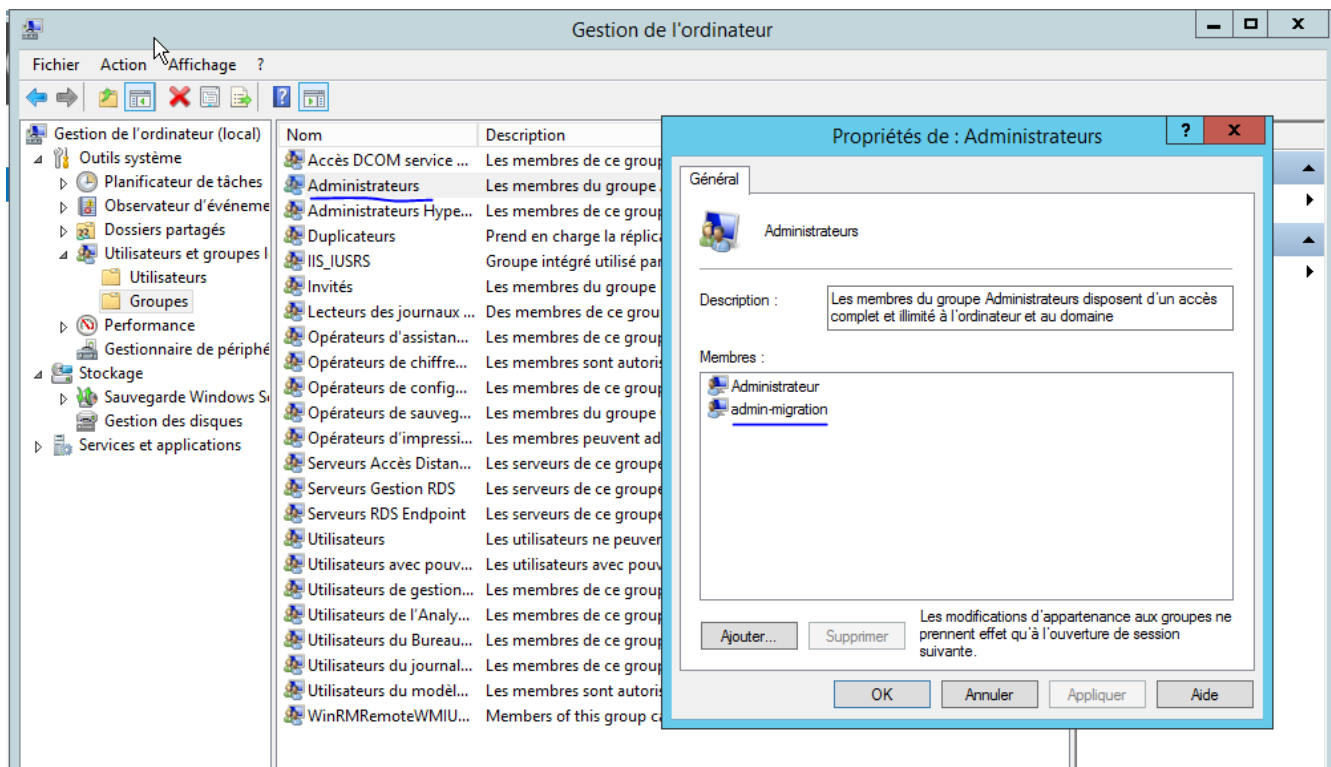 Gestion de l'ordinateur
Fichier Action Affichage ?
Gestion de l'ordinateur (local)
Outils système
Planificateur de tâches
Observateur d'événeme
Dossiers partagés
Utilisateurs et groupes l
Utilisateurs
Groupes
Performance
Gestionnaire de périphé
Stockage
Sauvegarde Windows Se
Gestion des disques
Services et applications
Nom Description
Accès DCOM service ... Les membres de ce group
Administrateurs Les membres du groupe
Administrateurs Hype... Les membres de ce group
Duplicateurs Prend en charge la réplica
IIS_IUSRS Groupe intégré utilisé par
Invités Les membres du groupe
Lecteurs des journaux ... Des membres de ce grou
Opérateurs d'assistan... Les membres de ce group
Opérateurs de chiffre... Les membres sont autoris
Opérateurs de config... Les membres de ce group
Opérateurs de sauveg... Les membres du groupe
Opérateurs d'impressi... Les membres peuvent ad
Serveurs Accès Distan... Les serveurs de ce groupe
Serveurs Gestion RDS Les serveurs de ce groupe
Serveurs RDS Endpoint Les serveurs de ce groupe
Utilisateurs Les utilisateurs ne peuver
Utilisateurs avec pouv... Les utilisateurs avec pouv
Utilisateurs de gestion... Les membres de ce group
Utilisateurs de l'Analy... Les membres de ce group
Utilisateurs du Bureau... Les membres de ce group
Utilisateurs du journal... Les membres de ce group
Utilisateurs du modèl... Les membres sont autoris
WinRMRemoteWMIU... Members of this group ca
Propriétés de : Administrateurs
? x
Général
Administrateurs
Description : Les membres du groupe Administrateurs disposent d'un accès
complet et illimité à l'ordinateur et au domaine
Membres :
Administrateur
admin-migration
Ajouter... Supprimer
Les modifications d'appartenance aux groupes ne
prennent effet qu'à l'ouverture de session
suivante.
OK Annuler Appliquer Aide